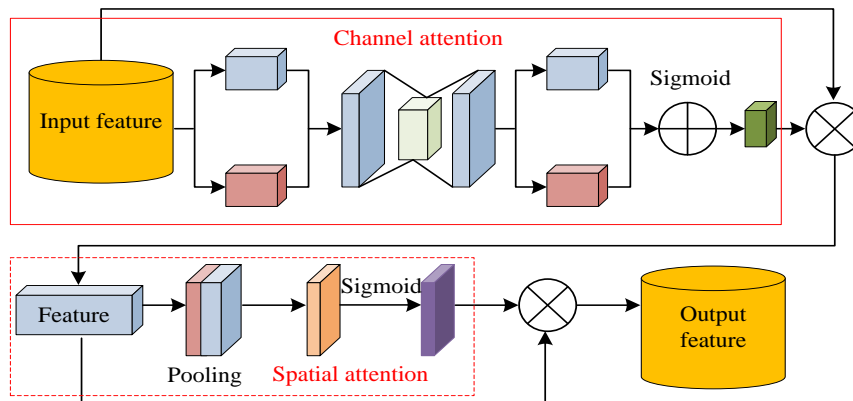 Channel attention
Sigmoid
Input feature
Feature
Sigmoid
Pooling
Spatial attention
Output
feature